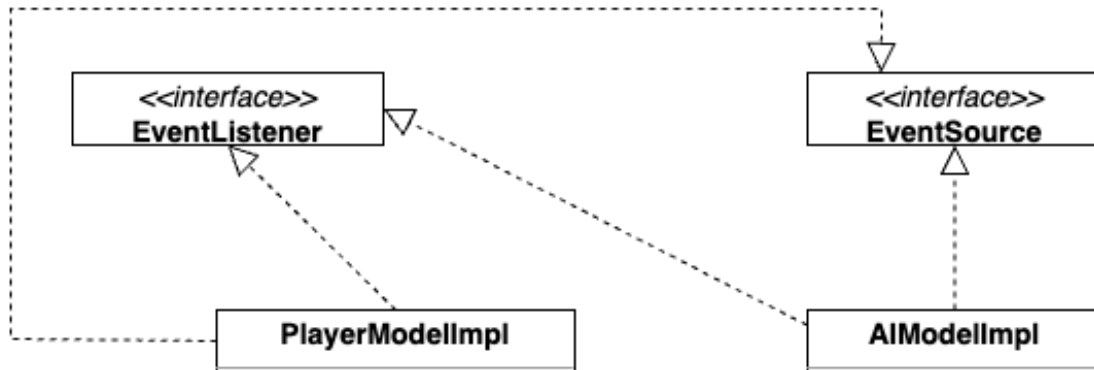 <<interface>>
EventListener
<<interface>>
EventSource
PlayerModelImpl
AIModelImpl